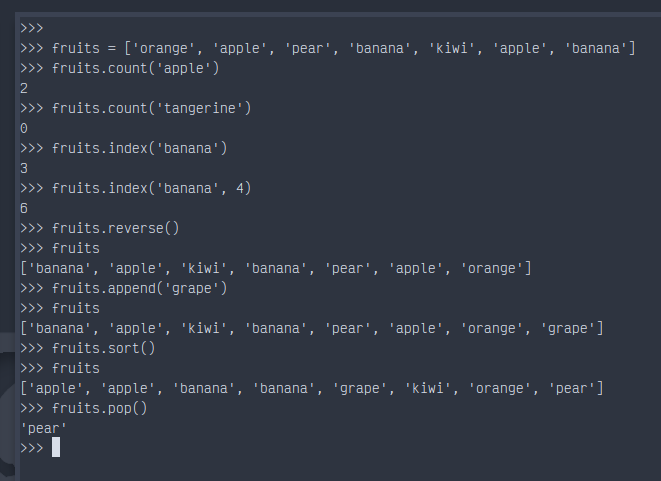 >>>
>>> fruits = ['orange', 'apple', 'pear', 'banana', 'kiwi', 'apple', 'banana']
>>> fruits.count('apple')
2
>>> fruits.count('tangerine')
0
>>> fruits.index('banana')
3
>>> fruits.index('banana', 4)
6
>>> fruits.reverse()
>>> fruits
['banana', 'apple', 'kiwi', 'banana', 'pear', 'apple', 'orange']
>>> fruits.append('grape')
>>> fruits
['banana', 'apple', 'kiwi', 'banana', 'pear', 'apple', 'orange', 'grape']
>>> fruits.sort()
>>> fruits
['apple', 'apple', 'banana', 'banana', 'grape', 'kiwi', 'orange', 'pear']
>>> fruits.pop()
'pear'
>>>